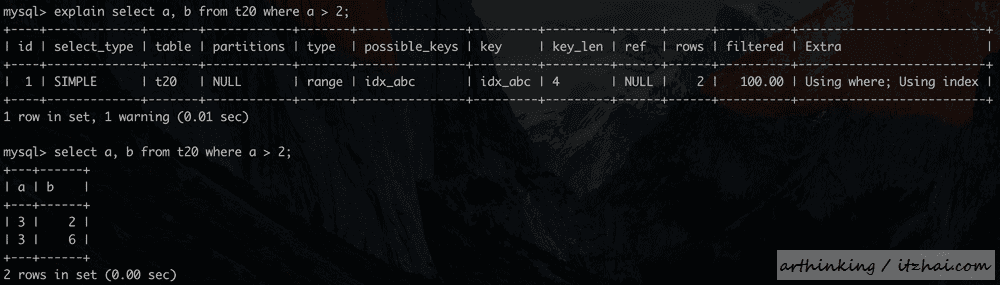 mysql> explain select a, b from t20 where a > 2;
+----+-------------+-------+------------+-------+---------------+---------+---------+------+------+----------+--------------------------+
| id | select_type | table | partitions | type | possible_keys | key | key_len | ref | rows | filtered | Extra |
+----+-------------+-------+------------+-------+---------------+---------+---------+------+------+----------+--------------------------+
| 1 | SIMPLE | t20 | NULL | range | idx_abc | idx_abc | 4 | NULL | 2 | 100.00 | Using where; Using index |
+----+-------------+-------+------------+-------+---------------+---------+---------+------+------+----------+--------------------------+
1 row in set, 1 warning (0.01 sec)
mysql> select a, b from t20 where a > 2;
+---+------+
| a | b |
+---+------+
| 3 | 2 |
| 3 | 6 |
+---+------+
2 rows in set (0.00 sec)
arthinking / itzhai.com